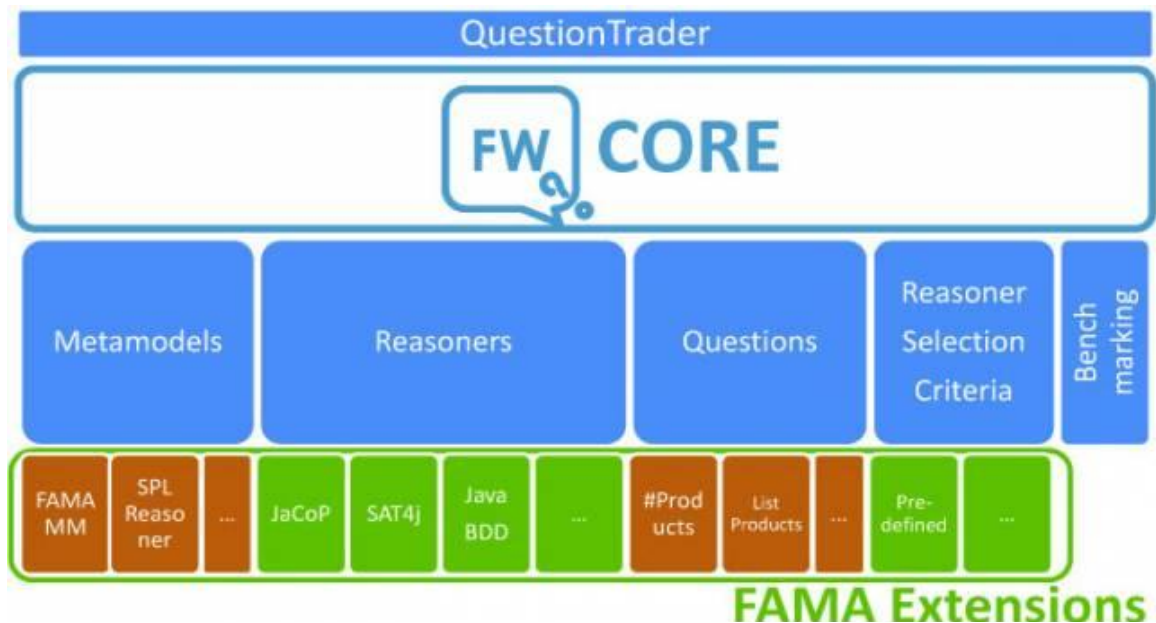 QuestionTrader
FW CORE
Metamodels
Reasoners
Questions
Reasoner
Selection
Criteria
Bench
marking
FAMA
MM
SPL
Reaso
ner
...
JaCoP
SAT4j
Java
BDD
...
#Prod
ucts
List
Products
...
Pre-
defined
...
FAMA Extensions